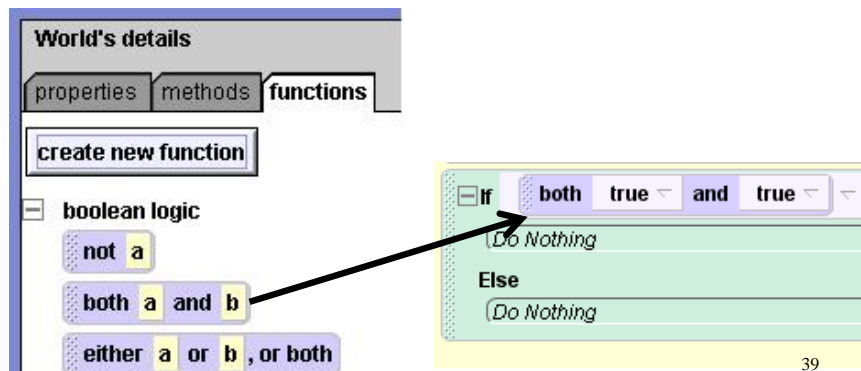 World's details
properties methods functions
create new function
boolean logic
not a
both a and b
either a or b , or both
If both true and true
Do Nothing
Else
Do Nothing
39